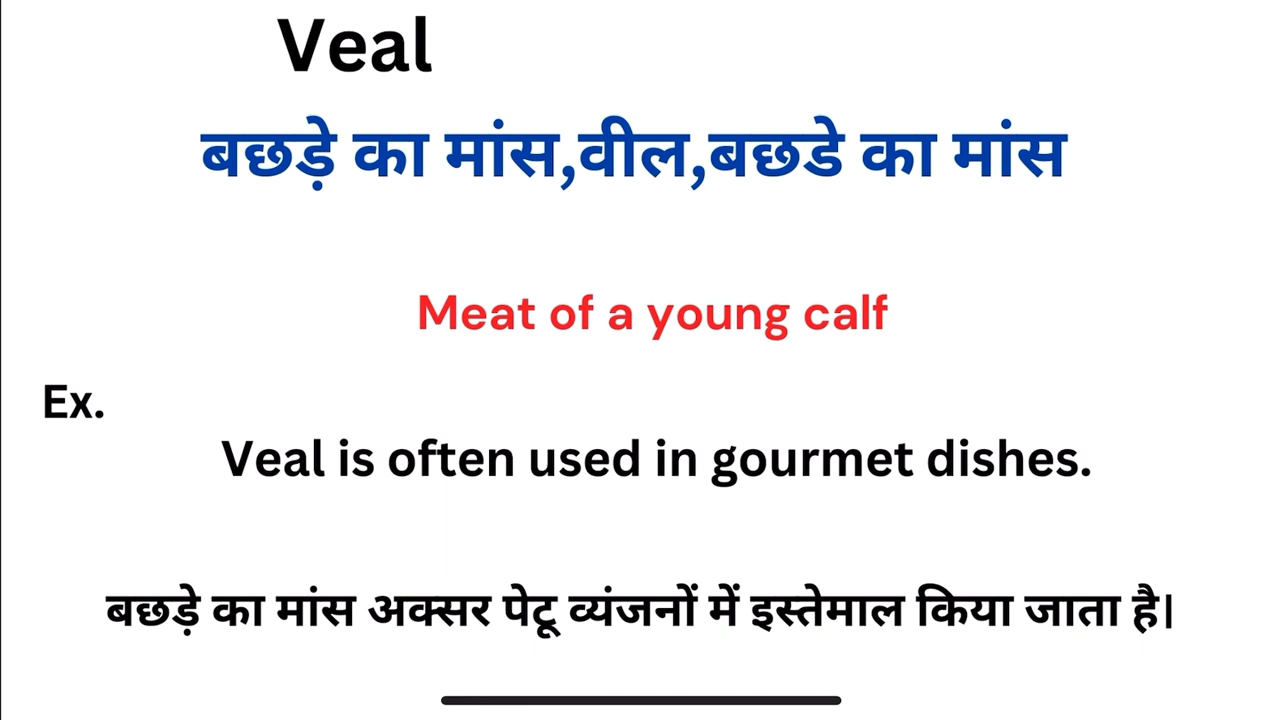 Veal
बछड़े का मांस,वील,बछडे का मांस
Meat of a young calf
Ex.
Veal is often used in gourmet dishes.
बछड़े का मांस अक्सर पेटू व्यंजनों में इस्तेमाल किया जाता है।